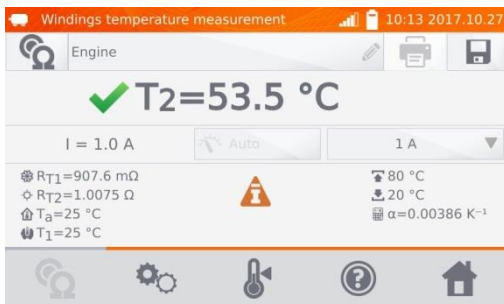 Windings temperature measurement 10:13 2017.10.27
Engine
T2=53.5 °C
I = 1.0 A Auto 1 A
RT1=907.6 mΩ 80 °C
RT2=1.0075 Ω 20 °C
Ta=25 °C α=0.00386 K⁻¹
T1=25 °C